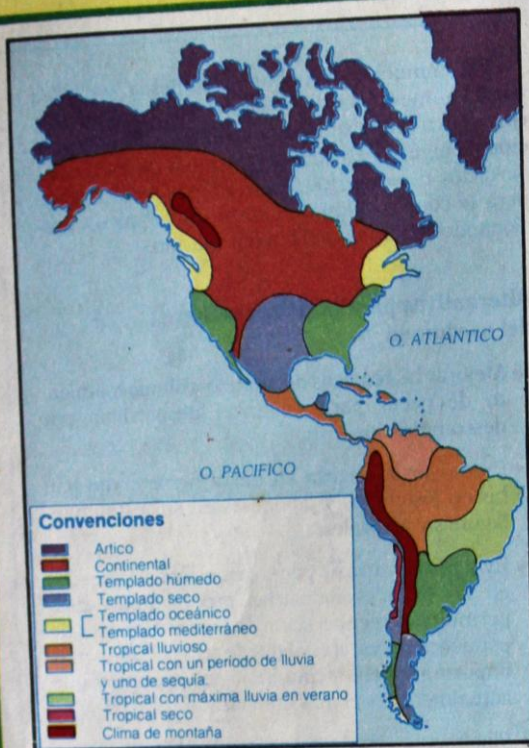 O. ATLANTICO
O. PACIFICO
Convenciones
Artico
Continental
Templado húmedo
Templado seco
Templado oceánico
Templado mediterráneo
Tropical lluvioso
Tropical con un período de lluvia
y uno de sequía.
Tropical con máxima lluvia en verano
Tropical seco
Clima de montaña